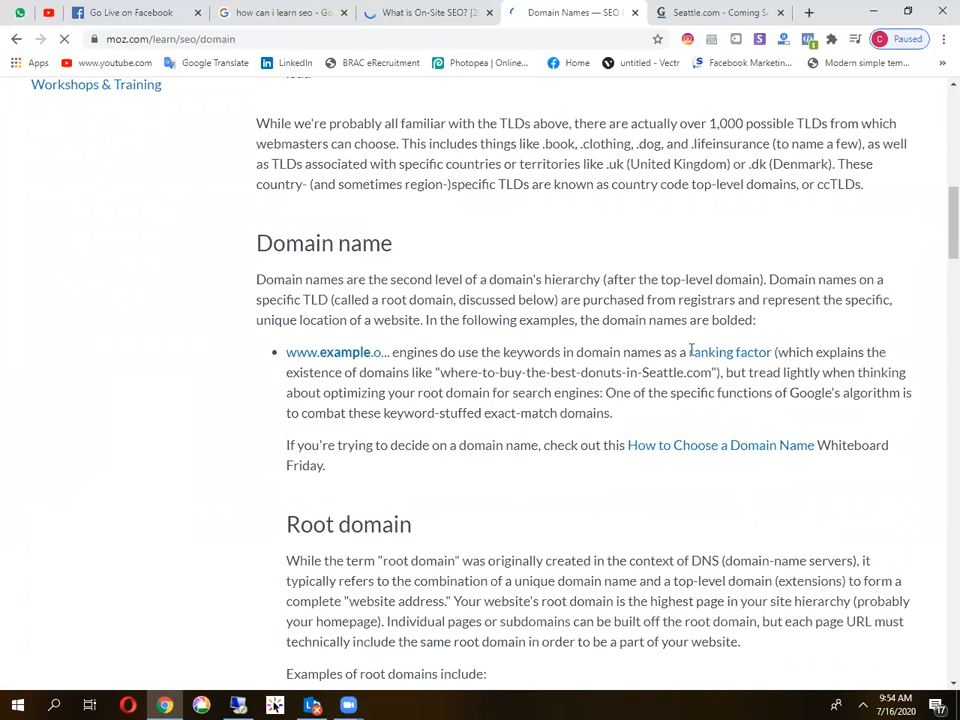 Go Live on Facebook
how can i learn seo - Go
What is On-Site SEO? [2
Domain Names — SEO
Seattle.com - Coming S
moz.com/learn/seo/domain
Paused
Apps
www.youtube.com
Google Translate
LinkedIn
BRAC eRecruitment
Photopea | Online...
Home
untitled - Vectr
Facebook Marketin...
Modern simple tem...
Workshops & Training
While we're probably all familiar with the TLDs above, there are actually over 1,000 possible TLDs from which
webmasters can choose. This includes things like .book, .clothing, .dog, and .lifeinsurance (to name a few), as well
as TLDs associated with specific countries or territories like .uk (United Kingdom) or .dk (Denmark). These
country- (and sometimes region-)specific TLDs are known as country code top-level domains, or ccTLDs.
Domain name
Domain names are the second level of a domain's hierarchy (after the top-level domain). Domain names on a
specific TLD (called a root domain, discussed below) are purchased from registrars and represent the specific,
unique location of a website. In the following examples, the domain names are bolded:
www.example.o... engines do use the keywords in domain names as a ranking factor (which explains the
existence of domains like "where-to-buy-the-best-donuts-in-Seattle.com"), but tread lightly when thinking
about optimizing your root domain for search engines: One of the specific functions of Google's algorithm is
to combat these keyword-stuffed exact-match domains.
If you're trying to decide on a domain name, check out this How to Choose a Domain Name Whiteboard
Friday.
Root domain
While the term "root domain" was originally created in the context of DNS (domain-name servers), it
typically refers to the combination of a unique domain name and a top-level domain (extensions) to form a
complete "website address." Your website's root domain is the highest page in your site hierarchy (probably
your homepage). Individual pages or subdomains can be built off the root domain, but each page URL must
technically include the same root domain in order to be a part of your website.
Examples of root domains include:
9:54 AM
7/16/2020
17